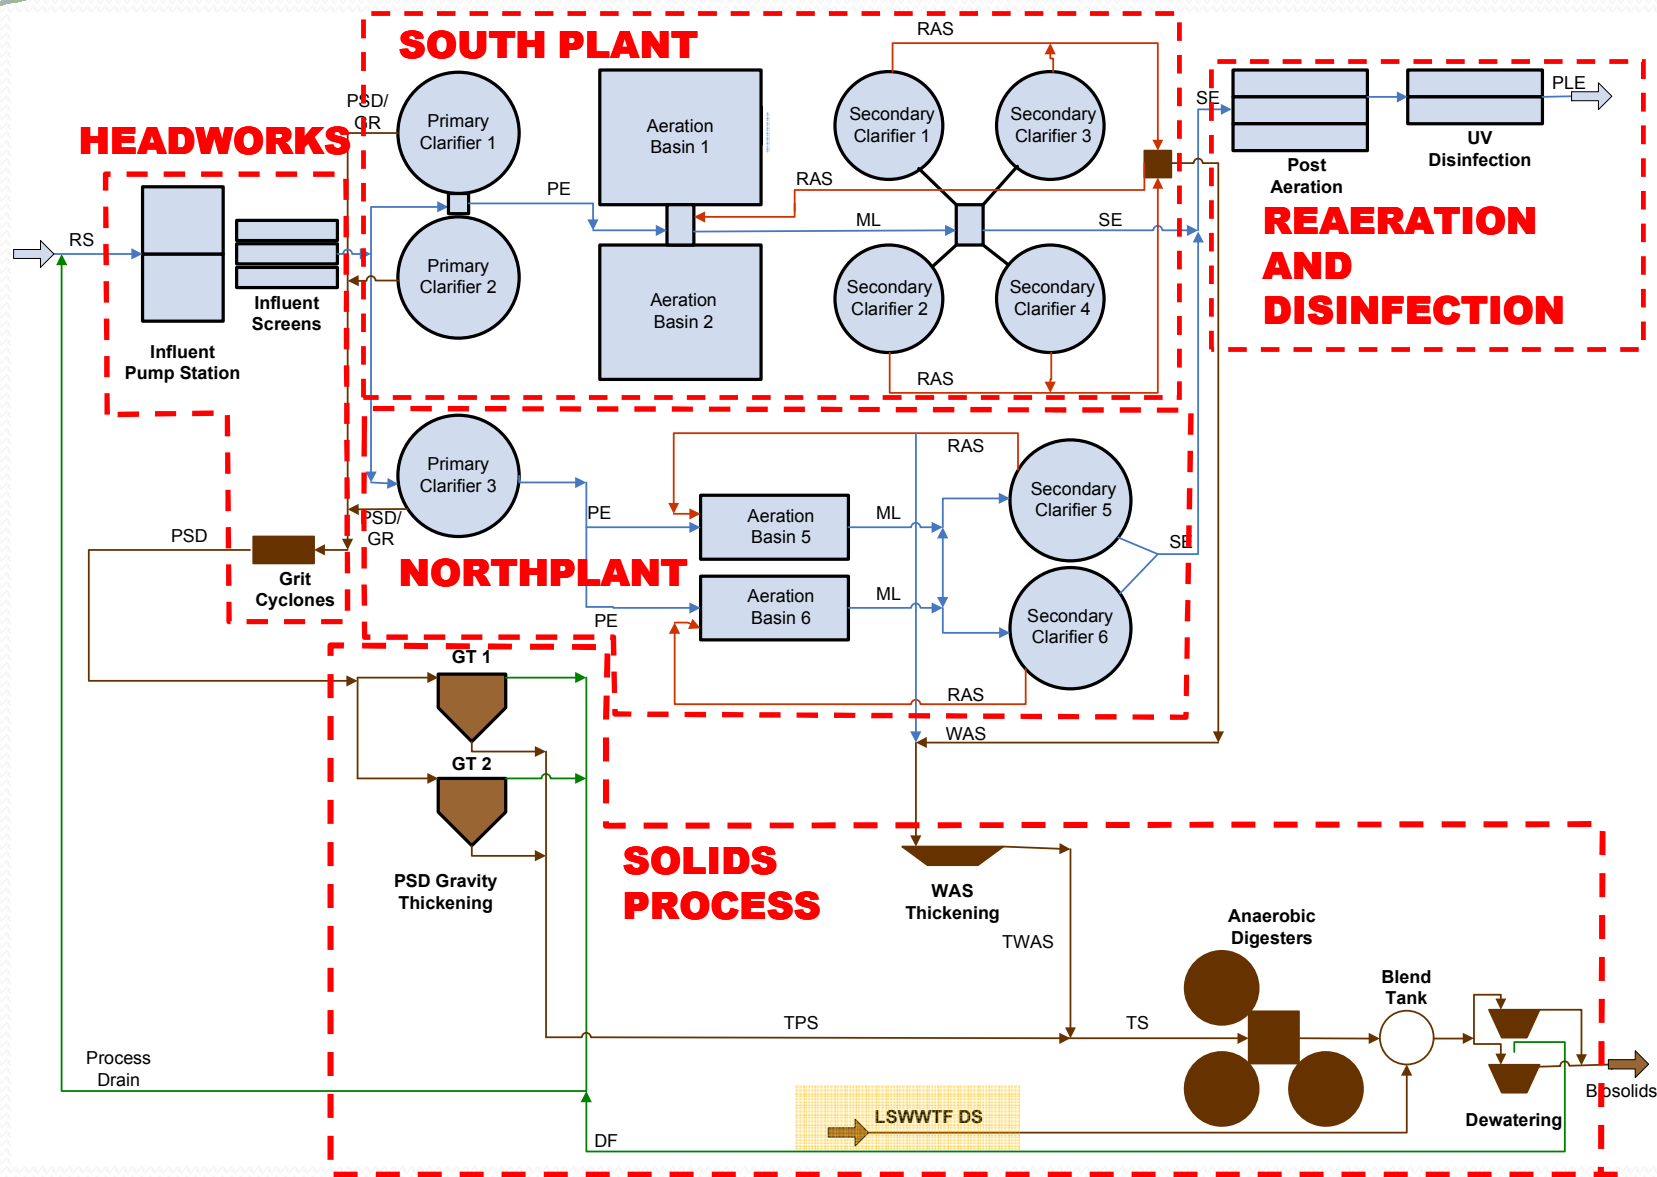 SOUTH PLANT
RAS
PSD/
GR
Primary
Clarifier 1
Aeration
Basin 1
Secondary
Clarifier 1
Secondary
Clarifier 3
SE
PLE
HEADWORKS
UV
Disinfection
Post
Aeration
PE
RAS
REAERATION
AND
DISINFECTION
RS
ML
SE
Primary
Clarifier 2
Influent
Screens
Aeration
Basin 2
Secondary
Clarifier 2
Secondary
Clarifier 4
Influent
Pump Station
RAS
RAS
Primary
Clarifier 3
Secondary
Clarifier 5
PE
Aeration
Basin 5
ML
PSD
PSD/
GR
SE
NORTHPLANT
Grit
Cyclones
Aeration
Basin 6
ML
PE
Secondary
Clarifier 6
GT 1
RAS
WAS
GT 2
SOLIDS
PROCESS
PSD Gravity
Thickening
WAS
Thickening
TWAS
Anaerobic
Digesters
Blend
Tank
TPS
TS
Process
Drain
Biosolids
LSWWTF DS
Dewatering
DF